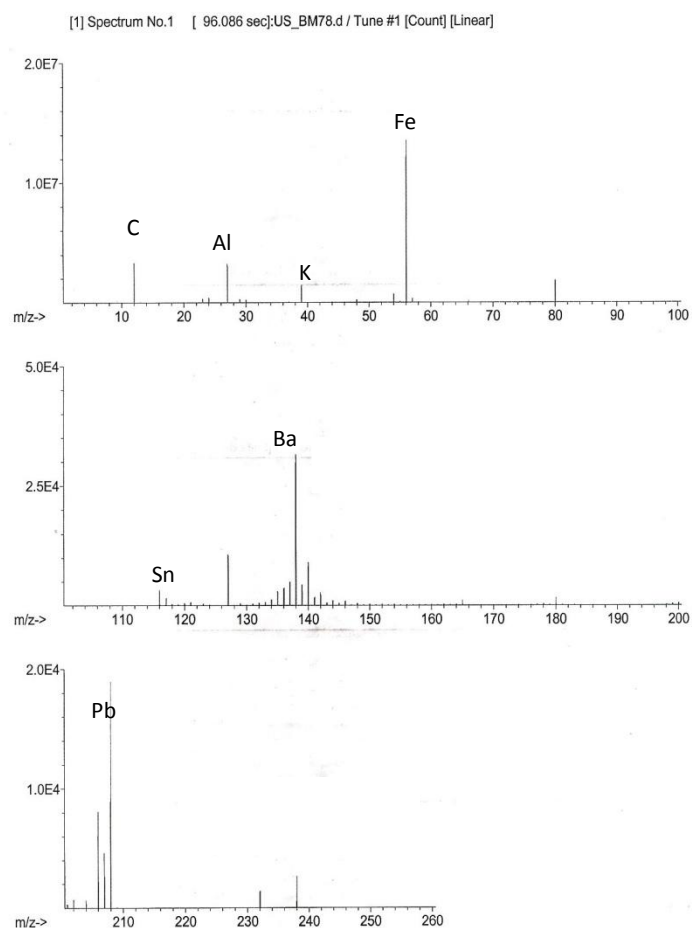 [1] Spectrum No.1 [ 96.086 sec]:US_BM78.d / Tune #1 [Count] [Linear]
2.0E7
Fe
1.0E7
C
Al
K
m/z-> 10 20 30 40 50 60 70 80 90 100
5.0E4
Ba
2.5E4
Sn
m/z-> 110 120 130 140 150 160 170 180 190 200
2.0E4
Pb
1.0E4
m/z-> 210 220 230 240 250 260